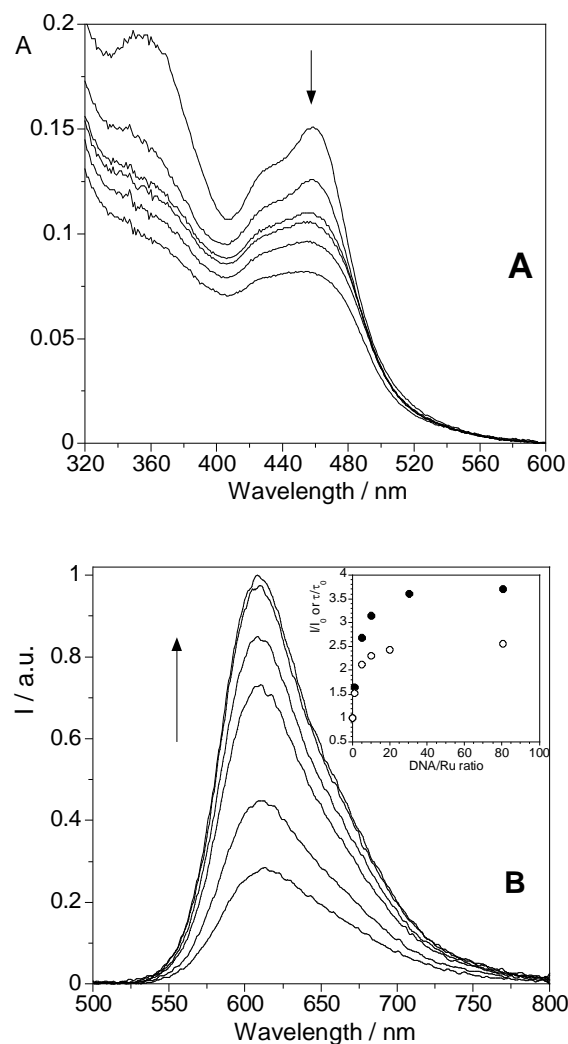 A
0.2
0.15
0.1
0.05
0
A
320 360 400 440 480 520 560 600
Wavelength / nm
I / a.u.
1
0.8
0.6
0.4
0.2
0
I/I0 or τ/τ0
4
3.5
3
2.5
2
1.5
1
0.5
0 20 40 60 80 100
DNA/Ru ratio
B
500 550 600 650 700 750 800
Wavelength / nm